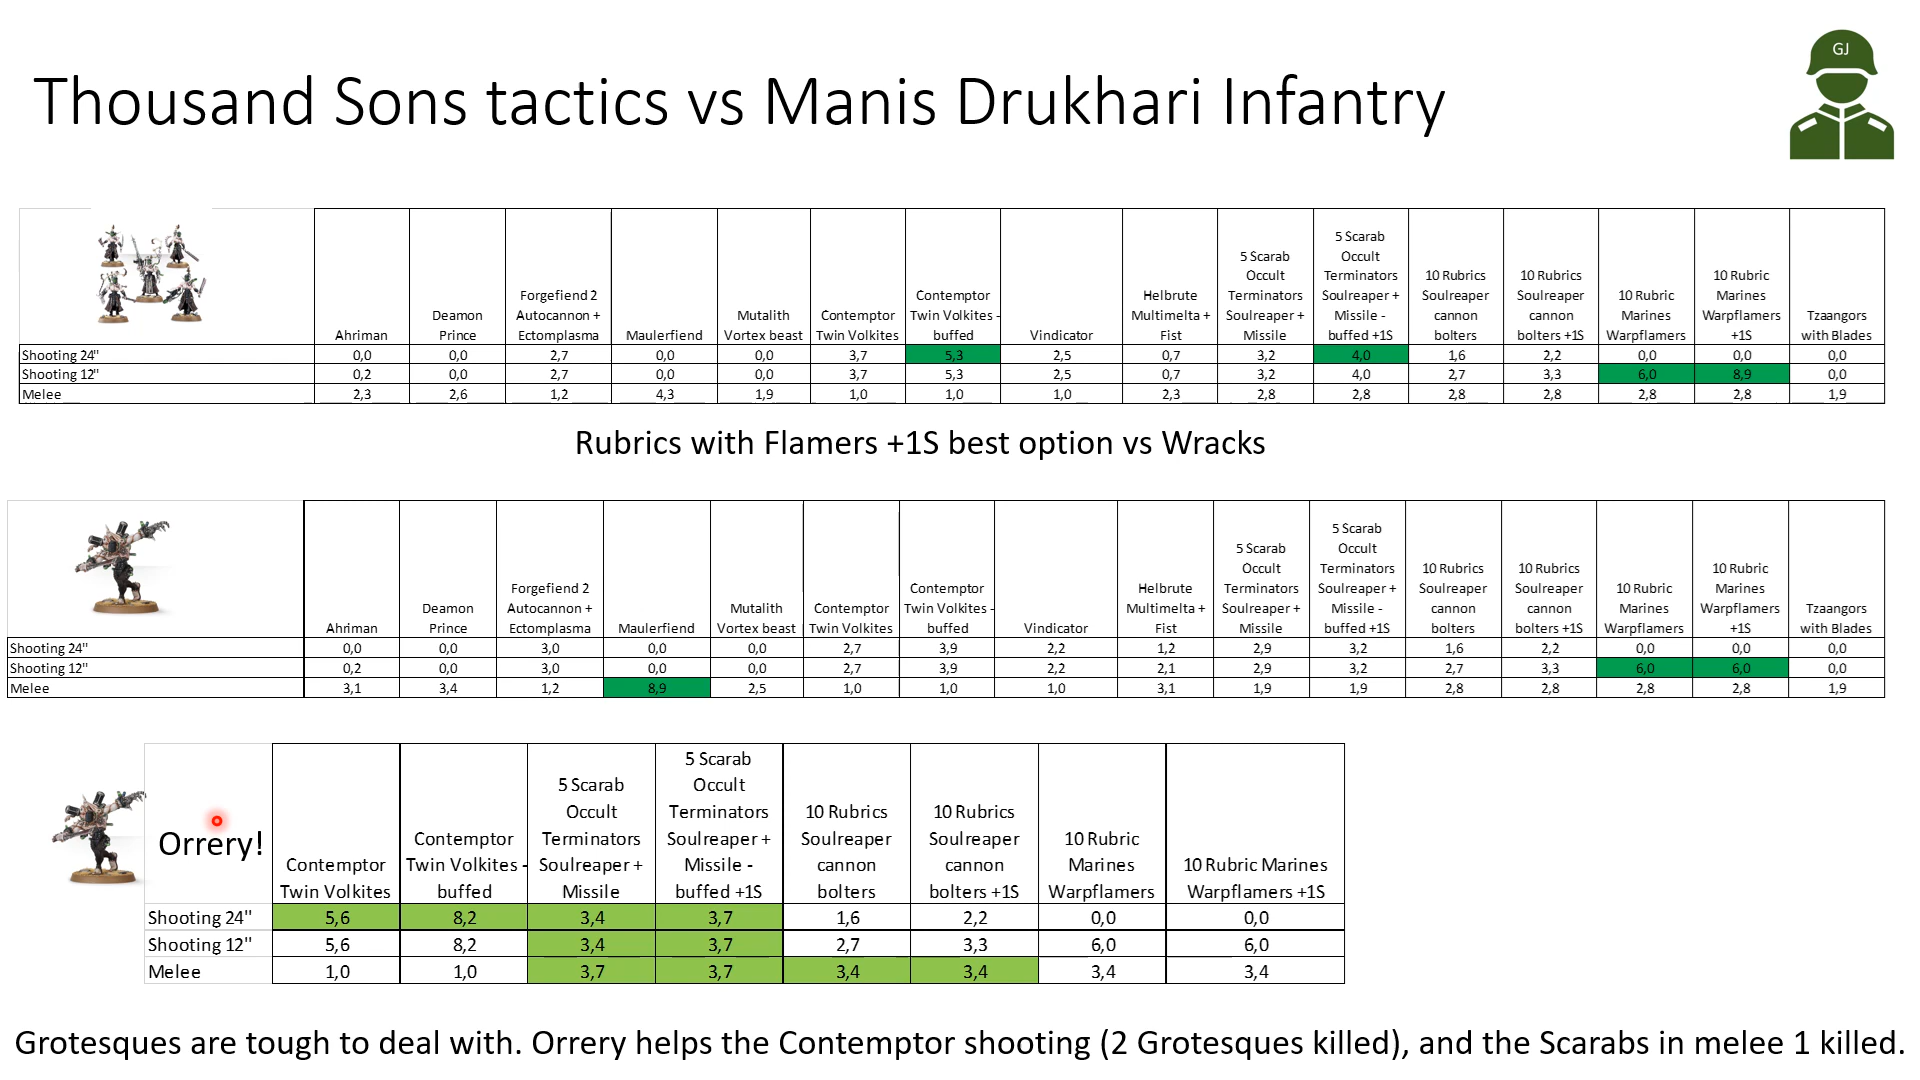 GJ
Thousand Sons tactics vs Manis Drukhari Infantry
Ahriman
Deamon
Prince
Forgefiend 2
Autocannon +
Ectoplasma
Maulerfiend
Mutalith
Vortex beast
Contemptor
Twin Volkites
Contemptor
Twin Volkites -
buffed
Vindicator
Helbrute
Multimelta +
Fist
5 Scarab
Occult
Terminators
Soulreaper +
Missile
5 Scarab
Occult
Terminators
Soulreaper +
Missile -
buffed +1S
10 Rubrics
Soulreaper
cannon
bolters
10 Rubrics
Soulreaper
cannon
bolters +1S
10 Rubric
Marines
Warpflamers
10 Rubric
Marines
Warpflamers
+1S
Tzaangors
with Blades
Shooting 24" 0,0 0,0 2,7 0,0 0,0 3,7 5,3 2,5 0,7 3,2 4,0 1,6 2,2 0,0 0,0 0,0
Shooting 12" 0,2 0,0 2,7 0,0 0,0 3,7 5,3 2,5 0,7 3,2 4,0 2,7 3,3 6,0 8,9 0,0
Melee 2,3 2,6 1,2 4,3 1,9 1,0 1,0 1,0 2,3 2,8 2,8 2,8 2,8 2,8 2,8 1,9
Rubrics with Flamers +1S best option vs Wracks
Ahriman
Deamon
Prince
Forgefiend 2
Autocannon +
Ectoplasma
Maulerfiend
Mutalith
Vortex beast
Contemptor
Twin Volkites
Contemptor
Twin Volkites -
buffed
Vindicator
Helbrute
Multimelta +
Fist
5 Scarab
Occult
Terminators
Soulreaper +
Missile
5 Scarab
Occult
Terminators
Soulreaper +
Missile -
buffed +1S
10 Rubrics
Soulreaper
cannon
bolters
10 Rubrics
Soulreaper
cannon
bolters +1S
10 Rubric
Marines
Warpflamers
10 Rubric
Marines
Warpflamers
+1S
Tzaangors
with Blades
Shooting 24" 0,0 0,0 3,0 0,0 0,0 2,7 3,9 2,2 1,2 2,9 3,2 1,6 2,2 0,0 0,0 0,0
Shooting 12" 0,2 0,0 3,0 0,0 0,0 2,7 3,9 2,2 2,1 2,9 3,2 2,7 3,3 6,0 6,0 0,0
Melee 3,1 3,4 1,2 8,9 2,5 1,0 1,0 1,0 3,1 1,9 1,9 2,8 2,8 2,8 2,8 1,9
Orrery!
Contemptor
Twin Volkites
Contemptor
Twin Volkites -
buffed
5 Scarab
Occult
Terminators
Soulreaper +
Missile
5 Scarab
Occult
Terminators
Soulreaper +
Missile -
buffed +1S
10 Rubrics
Soulreaper
cannon
bolters
10 Rubrics
Soulreaper
cannon
bolters +1S
10 Rubric
Marines
Warpflamers
10 Rubric Marines
Warpflamers +1S
Shooting 24" 5,6 8,2 3,4 3,7 1,6 2,2 0,0 0,0
Shooting 12" 5,6 8,2 3,4 3,7 2,7 3,3 6,0 6,0
Melee 1,0 1,0 3,7 3,7 3,4 3,4 3,4 3,4
Grotesques are tough to deal with. Orrery helps the Contemptor shooting (2 Grotesques killed), and the Scarabs in melee 1 killed.